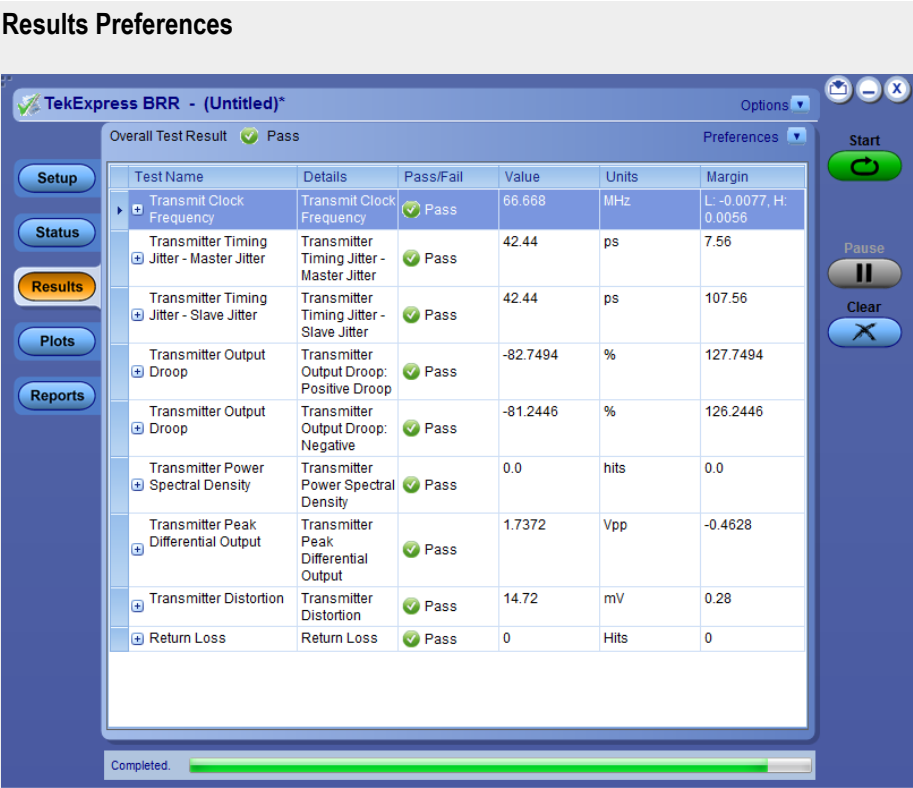 Results Preferences
TekExpress BRR - (Untitled)*
Options
Overall Test Result Pass
Preferences
Start
Pause
Clear
Setup
Status
Results
Plots
Reports
Test Name Details Pass/Fail Value Units Margin
Transmit Clock Frequency Transmit Clock Frequency Pass 66.668 MHz L: -0.0077, H: 0.0056
Transmitter Timing Jitter - Master Jitter Transmitter Timing Jitter - Master Jitter Pass 42.44 ps 7.56
Transmitter Timing Jitter - Slave Jitter Transmitter Timing Jitter - Slave Jitter Pass 42.44 ps 107.56
Transmitter Output Droop Transmitter Output Droop: Positive Droop Pass -82.7494 % 127.7494
Transmitter Output Droop Transmitter Output Droop: Negative Pass -81.2446 % 126.2446
Transmitter Power Spectral Density Transmitter Power Spectral Density Pass 0.0 hits 0.0
Transmitter Peak Differential Output Transmitter Peak Differential Output Pass 1.7372 Vpp -0.4628
Transmitter Distortion Transmitter Distortion Pass 14.72 mV 0.28
Return Loss Return Loss Pass 0 Hits 0
Completed.